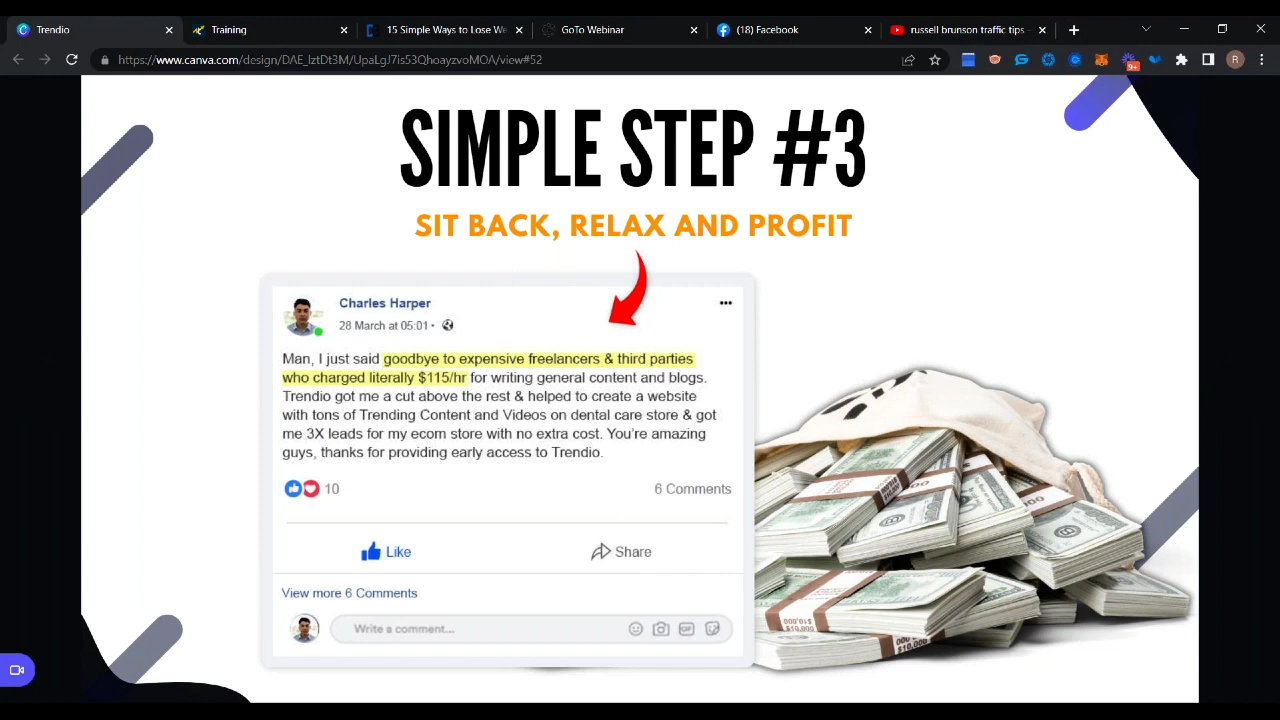 Trendio
Training
15 Simple Ways to Lose We
GoTo Webinar
(18) Facebook
russell brunson traffic tips -
https://www.canva.com/design/DAE_lztDt3M/UpaLgJ7is53QhoayzvoMOA/view#52
9+
R
SIMPLE STEP #3
SIT BACK, RELAX AND PROFIT
Charles Harper
28 March at 05:01 ·
Man, I just said goodbye to expensive freelancers & third parties
who charged literally $115/hr for writing general content and blogs.
Trendio got me a cut above the rest & helped to create a website
with tons of Trending Content and Videos on dental care store & got
me 3X leads for my ecom store with no extra cost. You're amazing
guys, thanks for providing early access to Trendio.
10
6 Comments
Like
Share
View more 6 Comments
Write a comment...
GIF
$10,000
$10,000